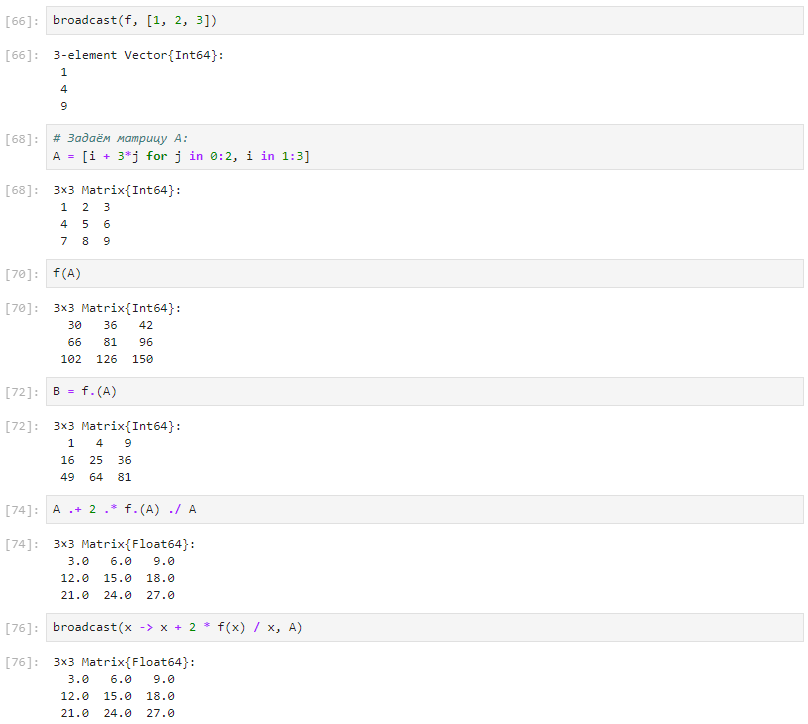 [66]: broadcast(f, [1, 2, 3])
[66]: 3-element Vector{Int64}:
1
4
9
[68]: # Задаём матрицу A:
A = [i + 3*j for j in 0:2, i in 1:3]
[68]: 3×3 Matrix{Int64}:
1 2 3
4 5 6
7 8 9
[70]: f(A)
[70]: 3×3 Matrix{Int64}:
30 36 42
66 81 96
102 126 150
[72]: B = f.(A)
[72]: 3×3 Matrix{Int64}:
1 4 9
16 25 36
49 64 81
[74]: A .+ 2 .* f.(A) ./ A
[74]: 3×3 Matrix{Float64}:
3.0 6.0 9.0
12.0 15.0 18.0
21.0 24.0 27.0
[76]: broadcast(x -> x + 2 * f(x) / x, A)
[76]: 3×3 Matrix{Float64}:
3.0 6.0 9.0
12.0 15.0 18.0
21.0 24.0 27.0